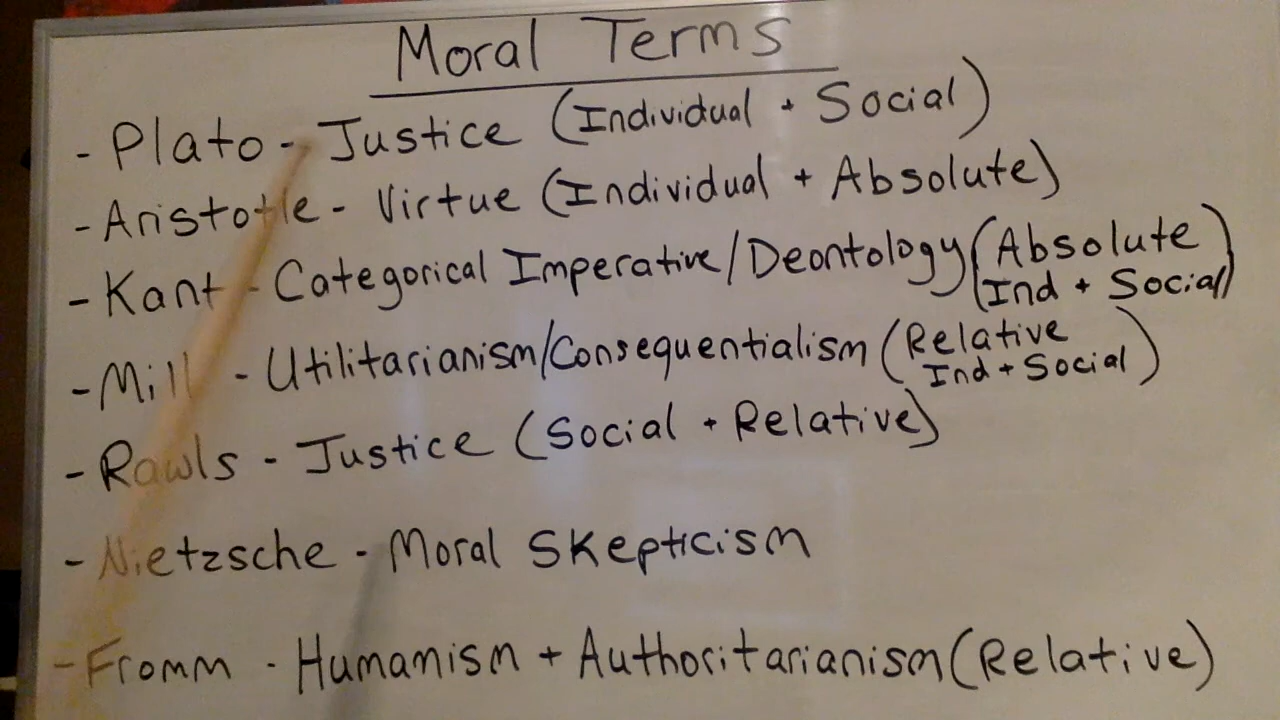 Moral Terms
- Plato - Justice (Individual + Social)
- Aristotle - Virtue (Individual + Absolute)
- Kant - Categorical Imperative/Deontology (Absolute
Ind + Social)
- Mill - Utilitarianism/Consequentialism (Relative
Ind + Social)
- Rawls - Justice (Social + Relative)
- Nietzsche - Moral Skepticism
- Fromm - Humanism + Authoritarianism (Relative)